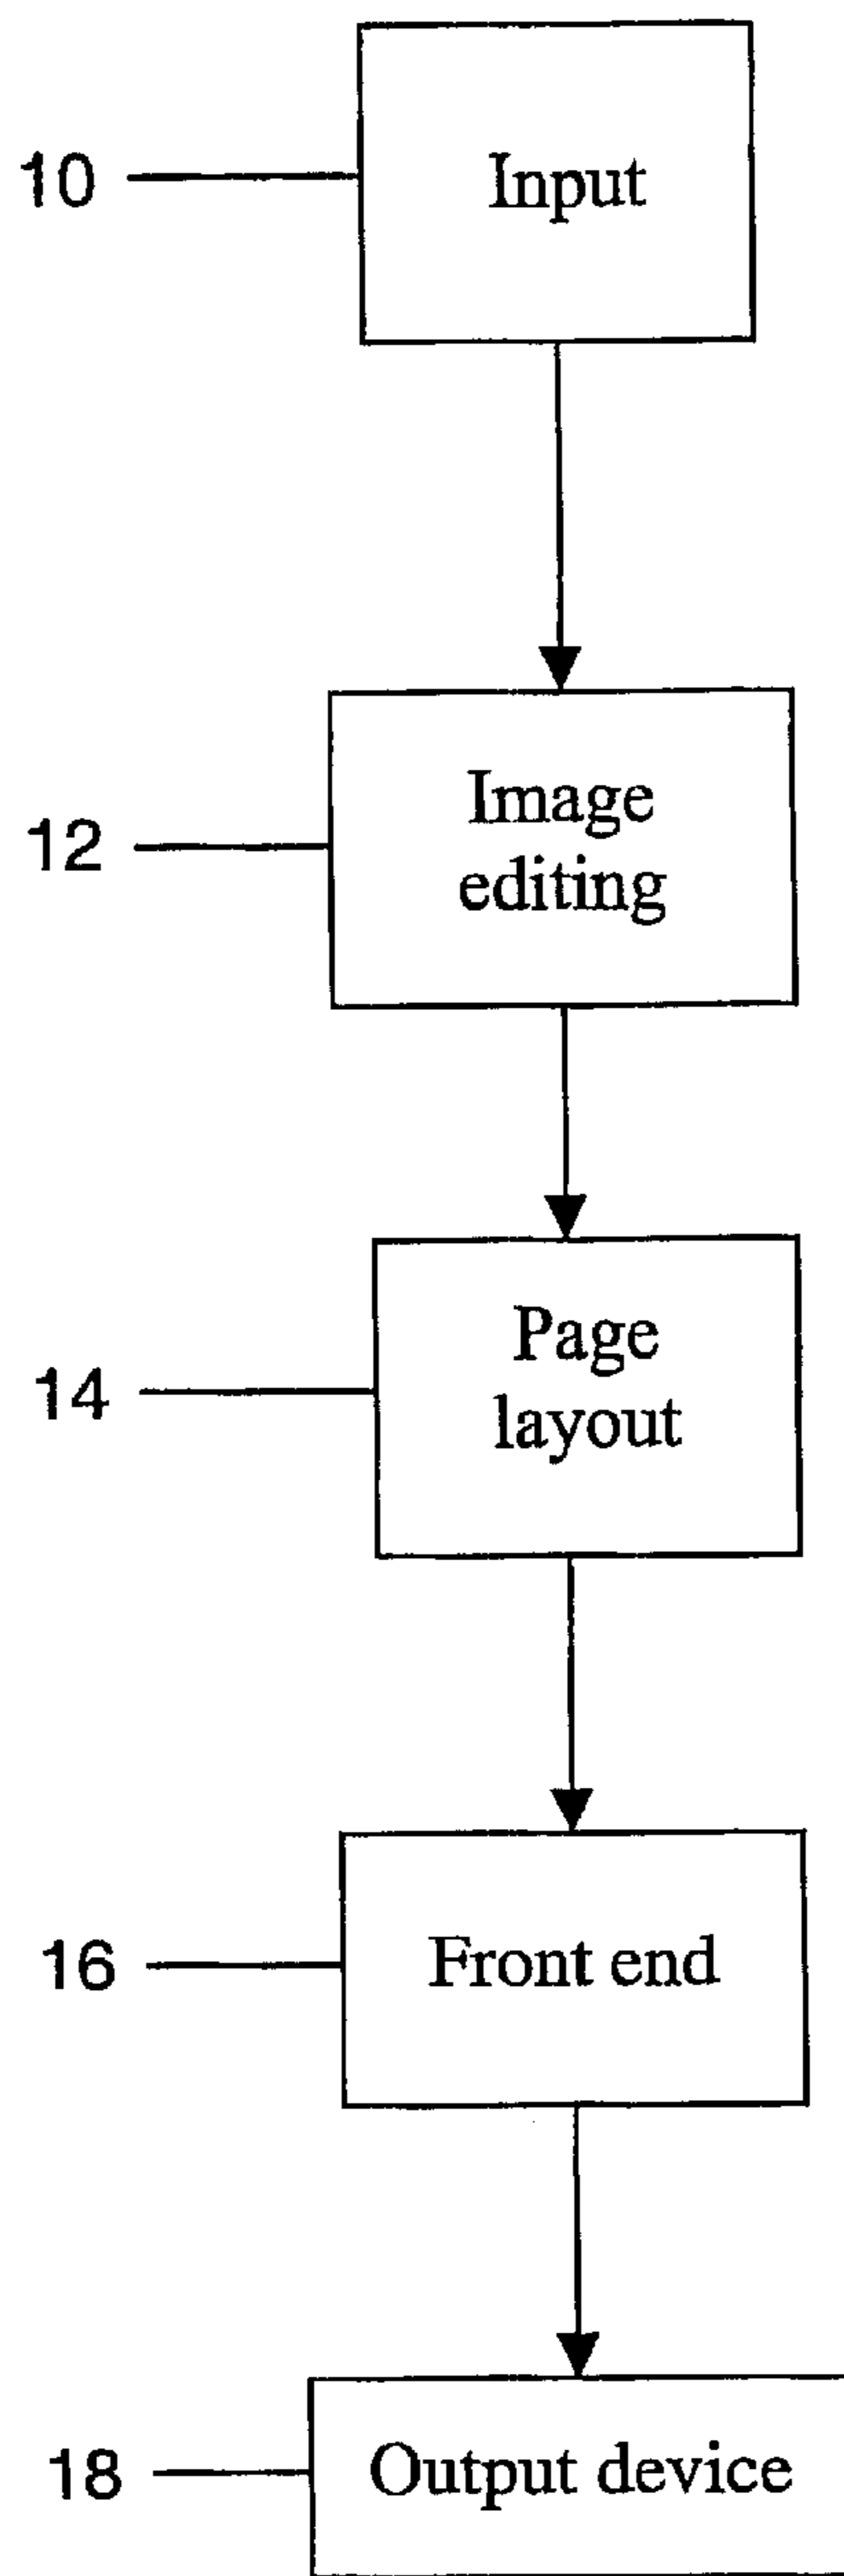 10
Input
12
Image
editing
14
Page
layout
16
Front end
18
Output device